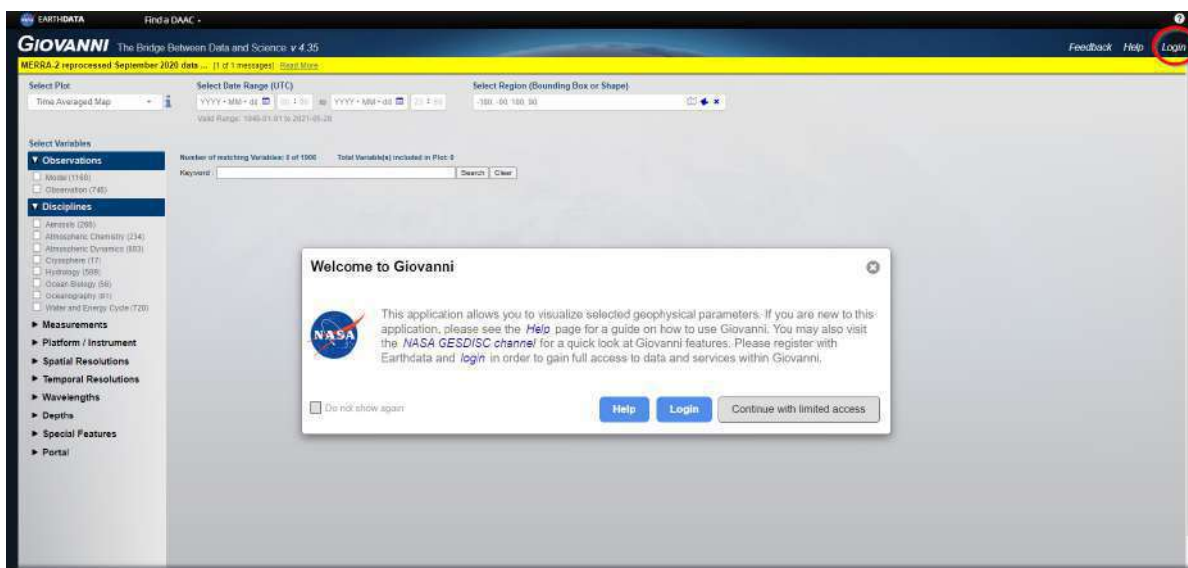 EARTHDATA Find a DAAC -
GIOVANNI The Bridge Between Data and Science v 4.35 Feedback Help Login
MERRA-2 reprocessed September 2020 data ... [1 of 1 messages] Read More
Select Plot Select Date Range (UTC) Select Region (Bounding Box or Shape)
Time Averaged Map YYYY - MM - dd to YYYY - MM - dd -180, -90, 180, 90
Valid Range: 1948-01-01 to 2021-05-28
Select Variables
▼ Observations
Number of matching Variables: 0 of 1906 Total Variable(s) included in Plot: 0
Keyword : Search Clear
Model (1160)
Observation (746)
▼ Disciplines
Aerosols
Atmospheric Chemistry (234)
Atmospheric Dynamics
Cryosphere (17)
Hydrology
Ocean Biology (56)
Oceanography
Water and Energy Cycle (720)
► Measurements
► Platform / Instrument
► Spatial Resolutions
► Temporal Resolutions
► Wavelengths
► Depths
► Special Features
► Portal
Welcome to Giovanni
NASA
This application allows you to visualize selected geophysical parameters. If you are new to this
application, please see the Help page for a guide on how to use Giovanni. You may also visit
the NASA GESDISC channel for a quick look at Giovanni features. Please register with
Earthdata and login in order to gain full access to data and services within Giovanni.
Do not show again Help Login Continue with limited access